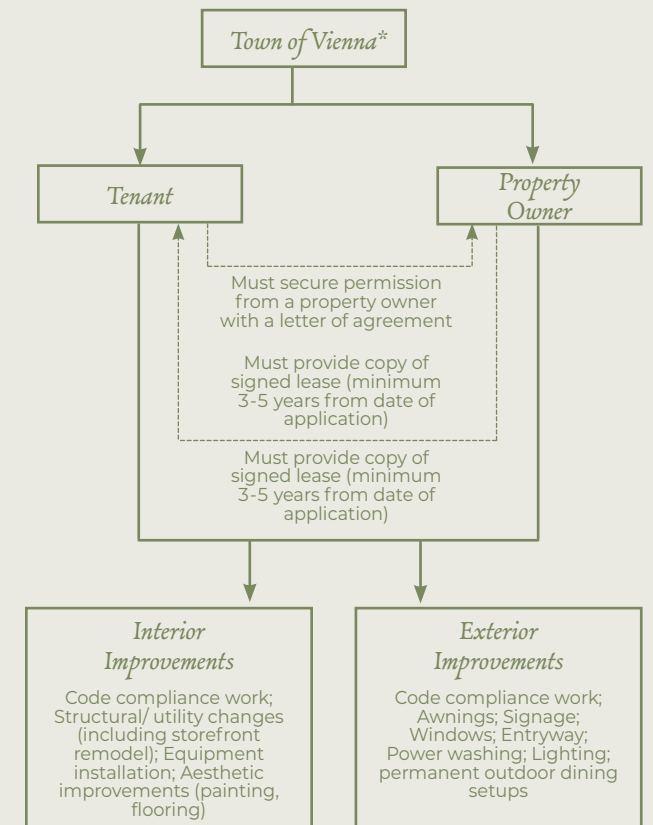 Town of Vienna*
Tenant
Property
Owner
Must secure permission
from a property owner
with a letter of agreement
Must provide copy of
signed lease (minimum
3-5 years from date of
application)
Must provide copy of
signed lease (minimum
3-5 years from date of
application)
Interior
Improvements
Code compliance work;
Structural/ utility changes
(including storefront
remodel); Equipment
installation; Aesthetic
improvements (painting,
flooring)
Exterior
Improvements
Code compliance work;
Awnings; Signage;
Windows; Entryway;
Power washing; Lighting;
permanent outdoor dining
setups